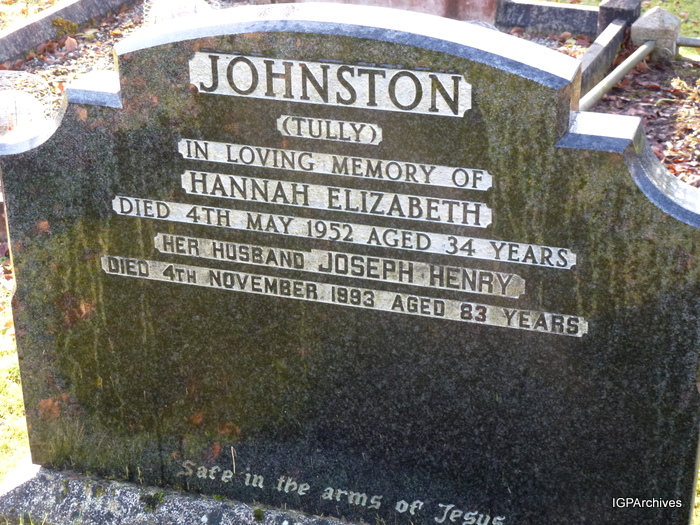 JOHNSTON
(TULLY)
IN LOVING MEMORY OF
HANNAH ELIZABETH
DIED 4TH MAY 1952 AGED 34 YEARS
HER HUSBAND JOSEPH HENRY
DIED 4TH NOVEMBER 1993 AGED 83 YEARS
Safe in the arms of Jesus
IGPArchives